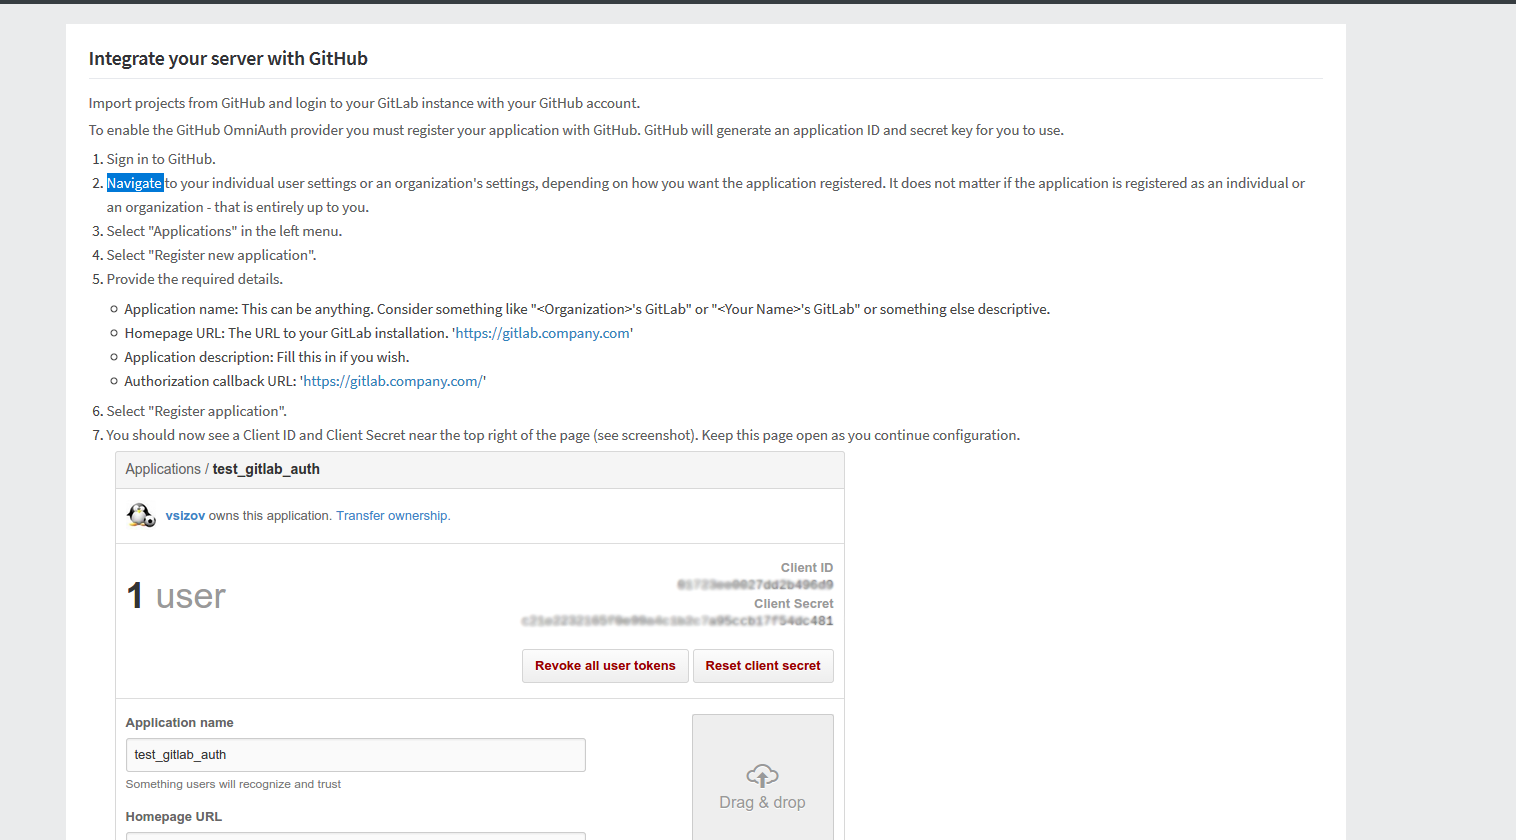 Integrate your server with GitHub
Import projects from GitHub and login to your GitLab instance with your GitHub account.
To enable the GitHub OmniAuth provider you must register your application with GitHub. GitHub will generate an application ID and secret key for you to use.
1. Sign in to GitHub.
2. Navigate to your individual user settings or an organization's settings, depending on how you want the application registered. It does not matter if the application is registered as an individual or
an organization - that is entirely up to you.
3. Select "Applications" in the left menu.
4. Select "Register new application".
5. Provide the required details.
Application name: This can be anything. Consider something like "<Organization>'s GitLab" or "<Your Name>'s GitLab" or something else descriptive.
Homepage URL: The URL to your GitLab installation. 'https://gitlab.company.com'
Application description: Fill this in if you wish.
Authorization callback URL: 'https://gitlab.company.com/'
6. Select "Register application".
7. You should now see a Client ID and Client Secret near the top right of the page (see screenshot). Keep this page open as you continue configuration.
Applications / test_gitlab_auth
vsizov owns this application. Transfer ownership.
1 user
Client ID
Client Secret
Revoke all user tokens
Reset client secret
Application name
test_gitlab_auth
Something users will recognize and trust
Drag & drop
Homepage URL